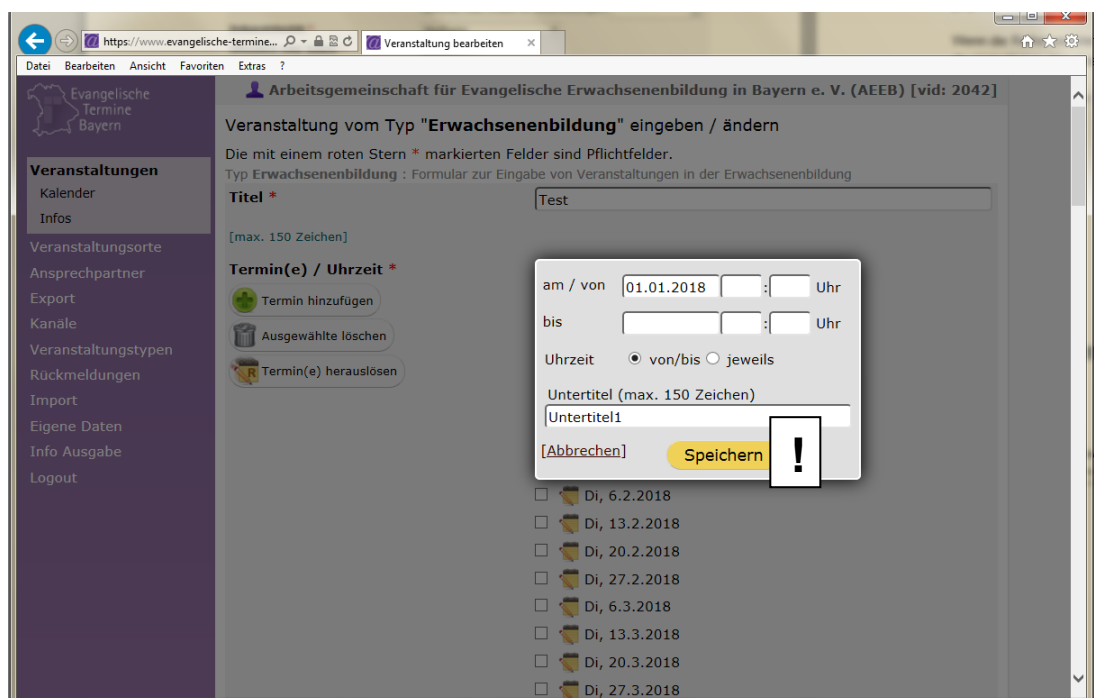 https://www.evangelische-termine...
Veranstaltung bearbeiten
Datei Bearbeiten Ansicht Favoriten Extras ?
Evangelische
Termine
Bayern
Arbeitsgemeinschaft für Evangelische Erwachsenenbildung in Bayern e. V. (AEEB) [vid: 2042]
Veranstaltung vom Typ "Erwachsenenbildung" eingeben / ändern
Die mit einem roten Stern * markierten Felder sind Pflichtfelder.
Typ Erwachsenenbildung : Formular zur Eingabe von Veranstaltungen in der Erwachsenenbildung
Veranstaltungen
Kalender
Infos
Veranstaltungsorte
Ansprechpartner
Export
Kanäle
Veranstaltungstypen
Rückmeldungen
Import
Eigene Daten
Info Ausgabe
Logout
Titel *
Test
[max. 150 Zeichen]
Termin(e) / Uhrzeit *
Termin hinzufügen
Ausgewählte löschen
Termin(e) herauslösen
am / von 01.01.2018 : Uhr
bis : Uhr
Uhrzeit von/bis jeweils
Untertitel (max. 150 Zeichen)
Untertitel1
[Abbrechen] Speichern !
Di, 6.2.2018
Di, 13.2.2018
Di, 20.2.2018
Di, 27.2.2018
Di, 6.3.2018
Di, 13.3.2018
Di, 20.3.2018
Di, 27.3.2018